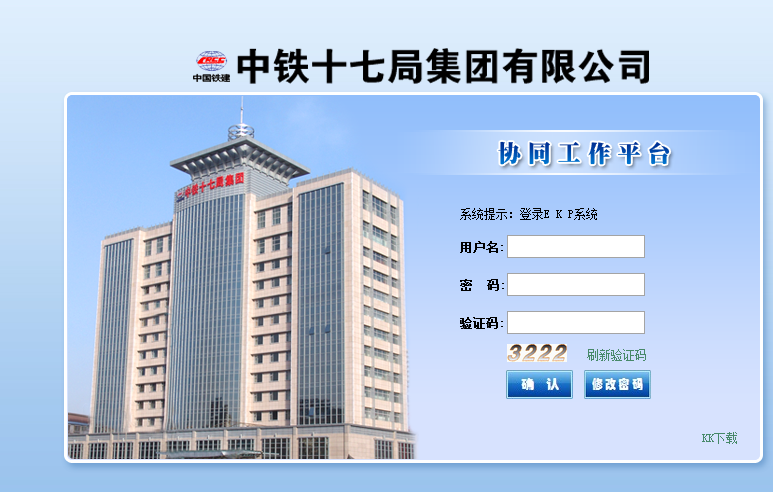 CRCC
中国铁建
中铁十七局集团有限公司
中铁十七局集团
协同工作平台
系统提示：登录E K P系统
用户名:
密 码:
验证码:
3222
刷新验证码
确 认
修改密码
KK下载